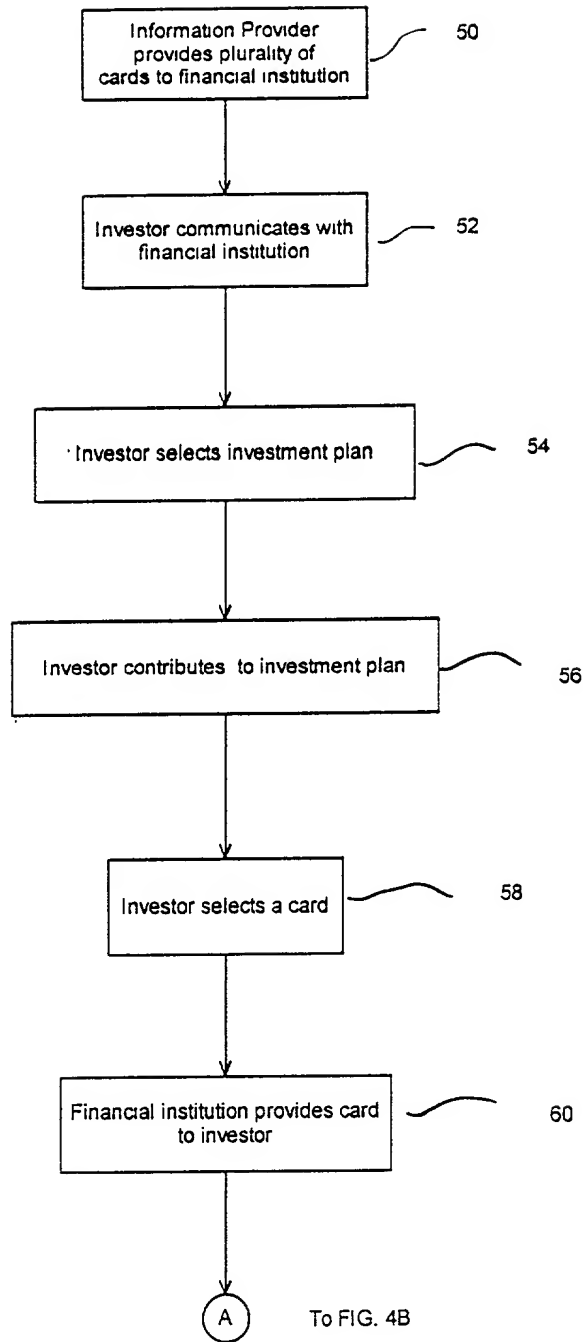 Information Provider
provides plurality of
cards to financial institution
50
Investor communicates with
financial institution
52
Investor selects investment plan
54
Investor contributes to investment plan
56
Investor selects a card
58
Financial institution provides card
to investor
60
A
To FIG. 4B